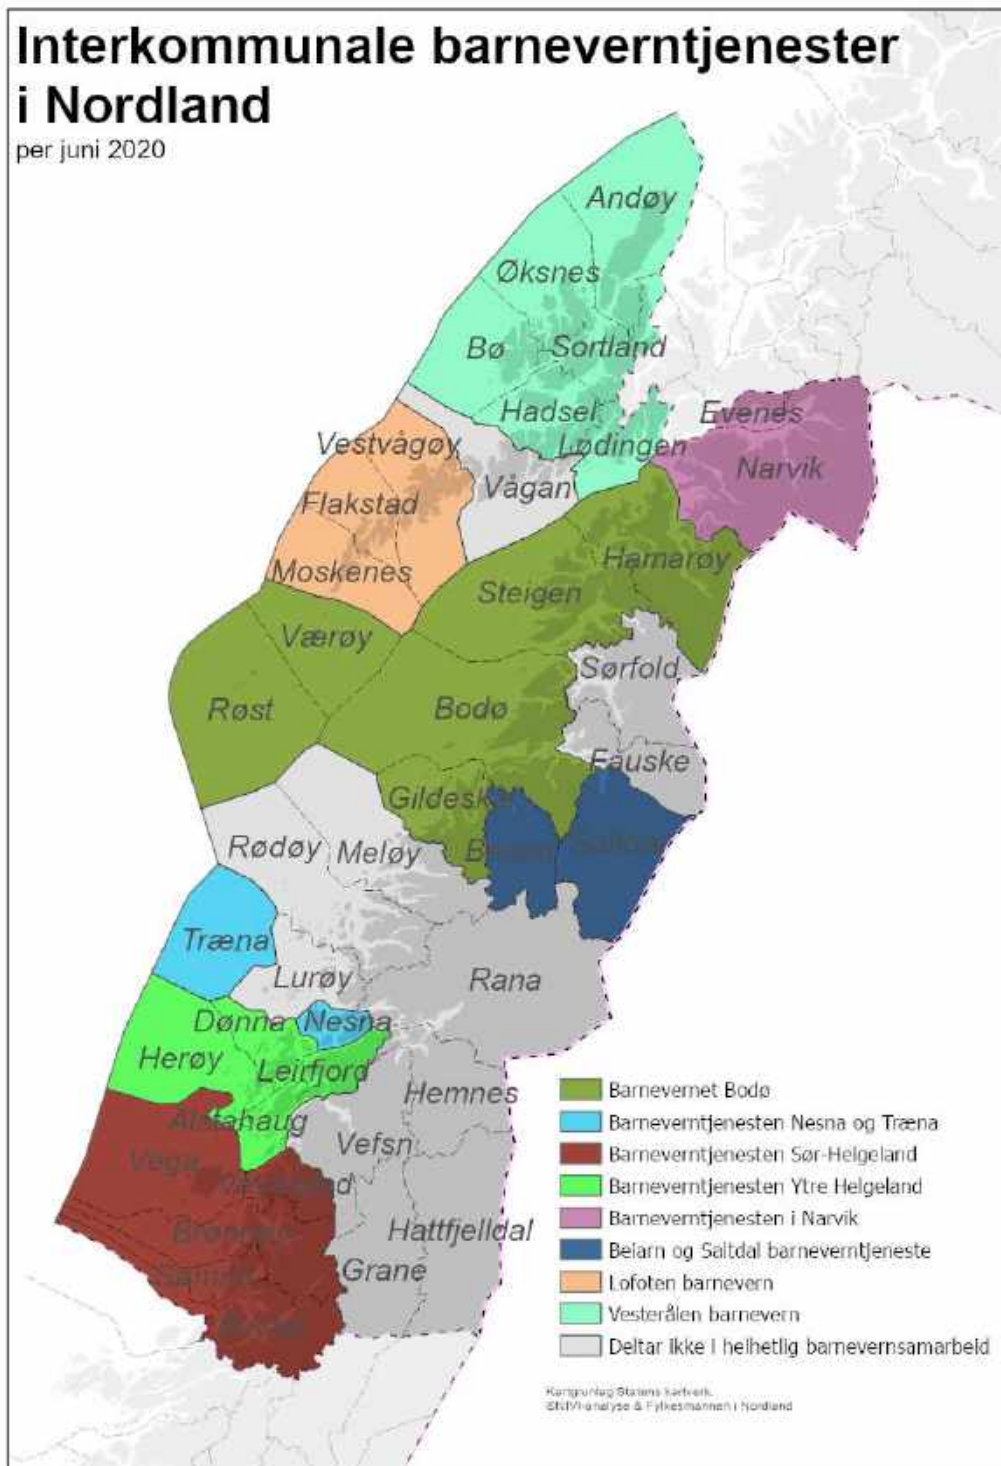 Interkommunale barneverntjenester
i Nordland
per juni 2020
Andøy
Øksnes
Bø
Sortland
Hadsel
Evenes
Vestvågøy
Lødingen
Narvik
Flakstad
Vågan
Moskenes
Hamarøy
Steigen
Værøy
Sørfold
Røst
Bodø
Fauske
Rødøy
Meløy
Træna
Lurøy
Rana
Dønna
Nesna
Herøy
Leirfjord
Hemnes
Alstahaug
Vefsn
Vega
Hattfjelldal
Grane
Barnevernet Bodø
Barneverntjenesten Nesna og Træna
Barneverntjenesten Sør-Helgeland
Barneverntjenesten Ytre Helgeland
Barneverntjenesten i Narvik
Beiarn og Saltdal barneverntjeneste
Lofoten barnevern
Vesterålen barnevern
Deltar ikke i helhetlig barnevernsamarbeid